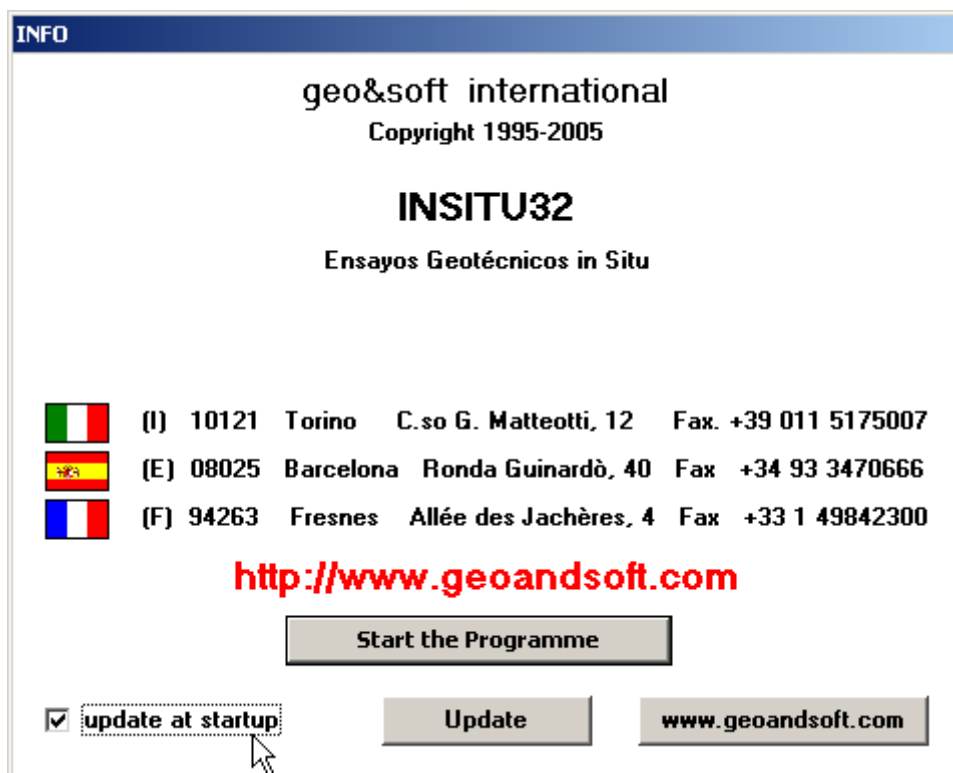 INFO
geo&soft international
Copyright 1995-2005
INSITU32
Ensayos Geotécnicos in Situ
(I) 10121 Torino C.so G. Matteotti, 12 Fax. +39 011 5175007
(E) 08025 Barcelona Ronda Guinardò, 40 Fax +34 93 3470666
(F) 94263 Fresnes Allée des Jachères, 4 Fax +33 1 49842300
http://www.geoandsoft.com
Start the Programme
update at startup Update www.geoandsoft.com